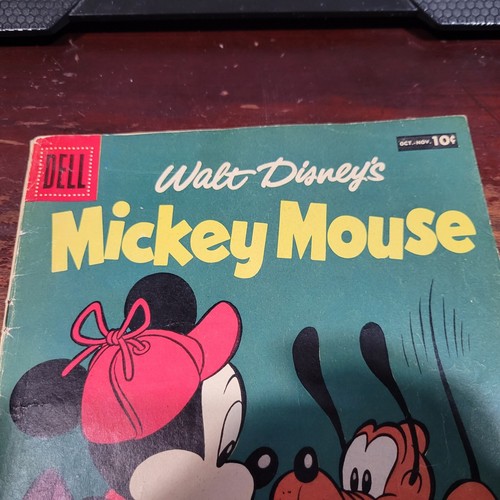 DELL
Walt Disney's
OCT.-NOV. 10¢
Mickey Mouse